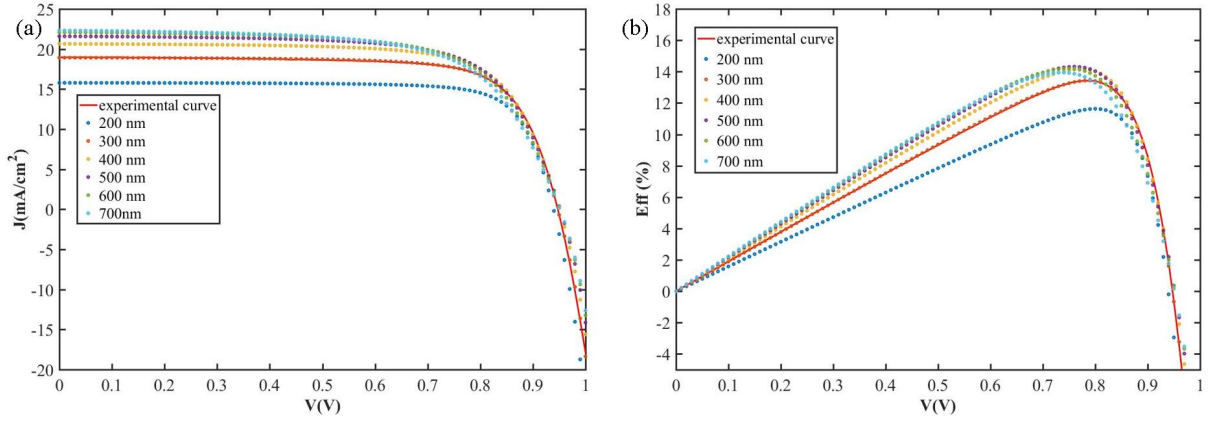 (a)
25
20
15
10
5
0
-5
-10
-15
-20
J(mA/cm2)
experimental curve
200 nm
300 nm
400 nm
500 nm
600 nm
700nm
0 0.1 0.2 0.3 0.4 0.5 0.6 0.7 0.8 0.9 1
V(V)
(b)
18
16
14
12
10
8
6
4
2
0
-2
-4
Eff (%)
experimental curve
200 nm
300 nm
400 nm
500 nm
600 nm
700 nm
0 0.1 0.2 0.3 0.4 0.5 0.6 0.7 0.8 0.9 1
V(V)